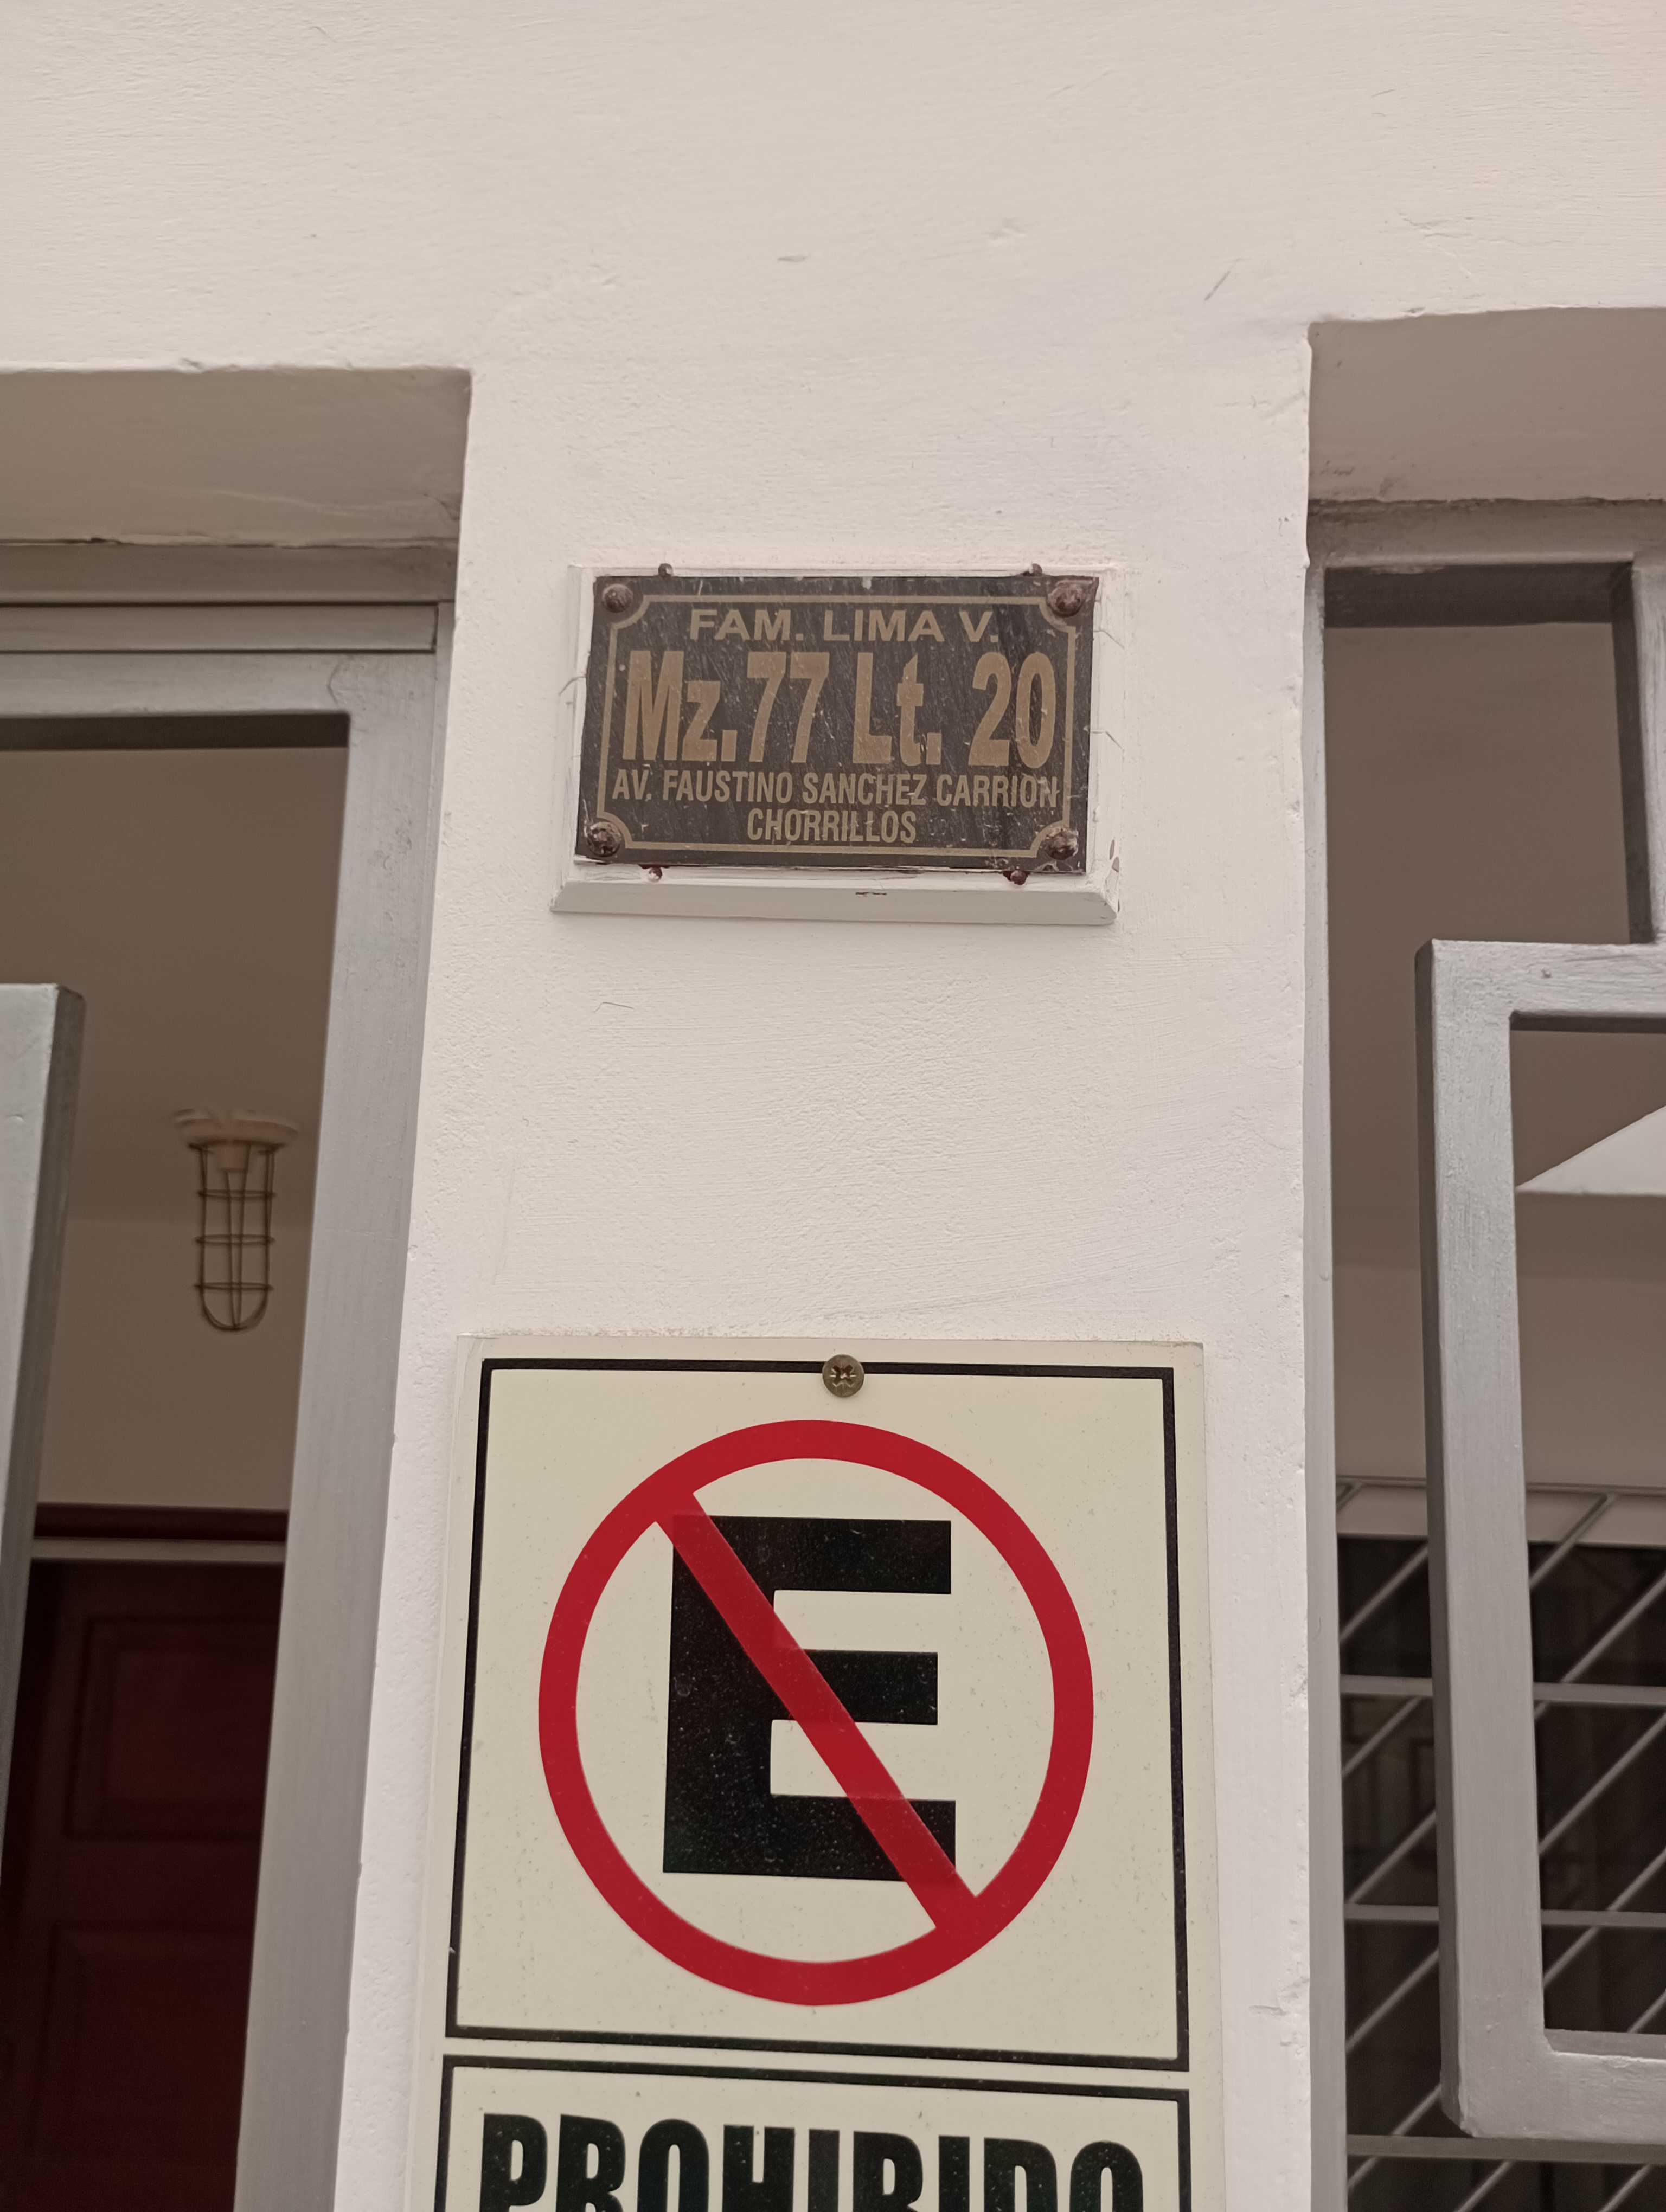 FAM. LIMA V.
Mz.77 Lt. 20
AV. FAUSTINO SANCHEZ CARRION
CHORRILLOS
E
PROHIBIDO